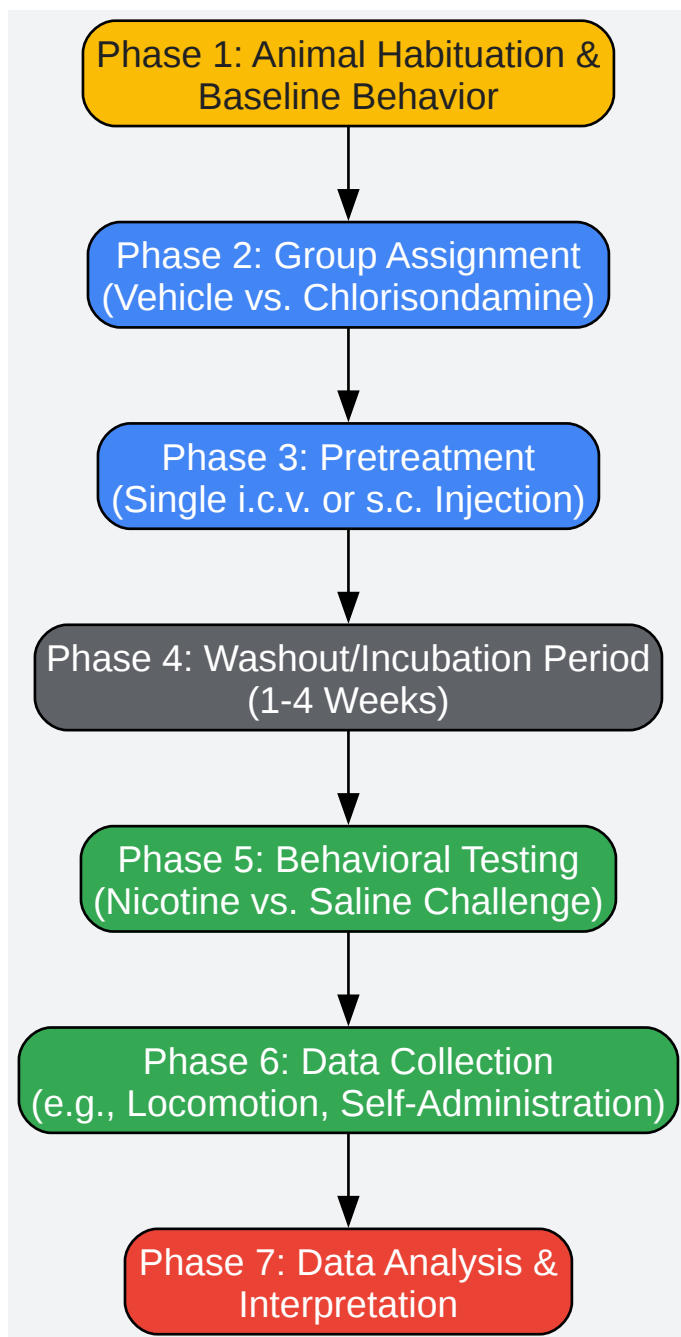 Phase 1: Animal Habituation &
Baseline Behavior
Phase 2: Group Assignment
(Vehicle vs. Chlorisondamine)
Phase 3: Pretreatment
(Single i.c.v. or s.c. Injection)
Phase 4: Washout/Incubation Period
(1-4 Weeks)
Phase 5: Behavioral Testing
(Nicotine vs. Saline Challenge)
Phase 6: Data Collection
(e.g., Locomotion, Self-Administration)
Phase 7: Data Analysis &
Interpretation